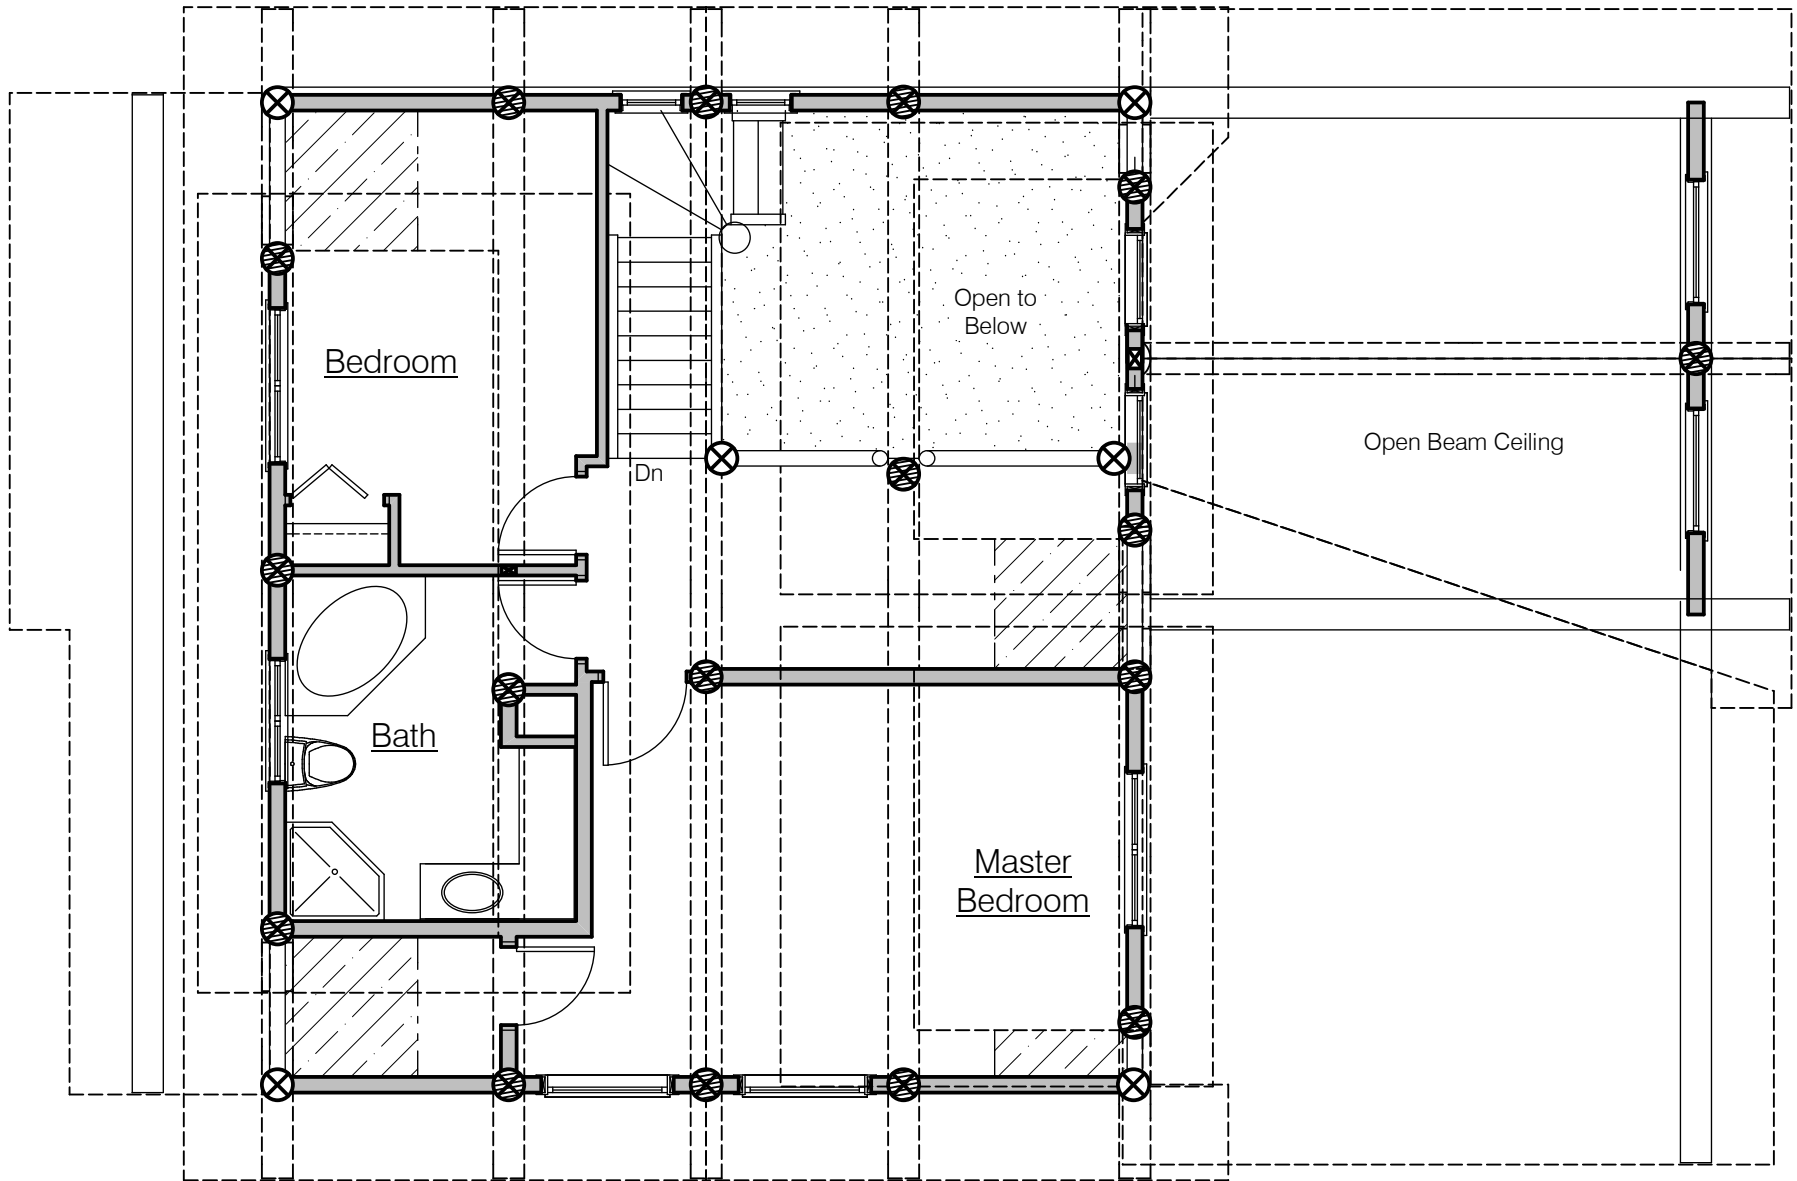 Open to
Below
Bedroom
Open Beam Ceiling
Dn
Bath
Master
Bedroom